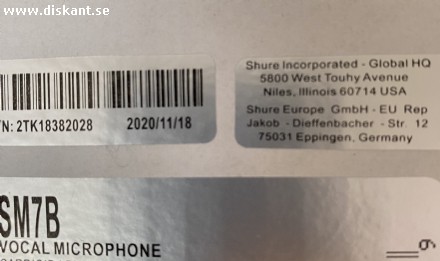 www.diskant.se
Shure Incorporated - Global HQ
5800 West Touhy Avenue
Niles, Illinois 60714 USA
Shure Europe GmbH - EU Rep
Jakob - Dieffenbacher - Str. 12
75031 Eppingen, Germany
/N: 2TK18382028 2020/11/18
SM7B
VOCAL MICROPHONE